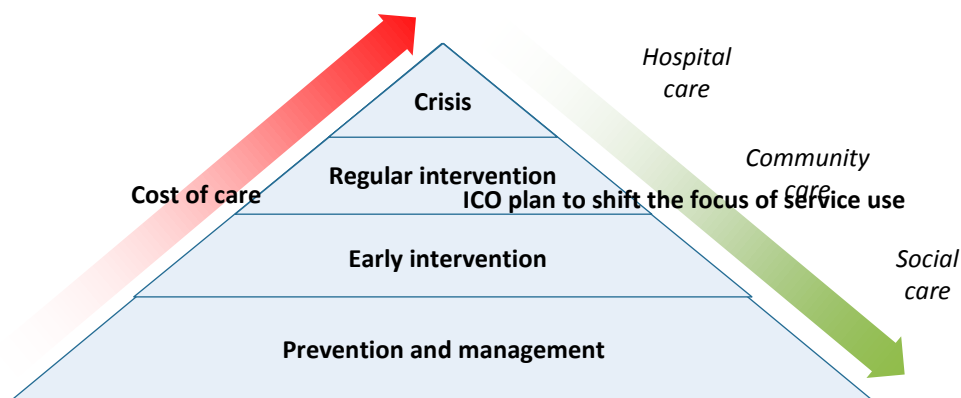 Hospital
care
Crisis
Community
care
Regular intervention
Cost of care
ICO plan to shift the focus of service use
Early intervention
Social
care
Prevention and management